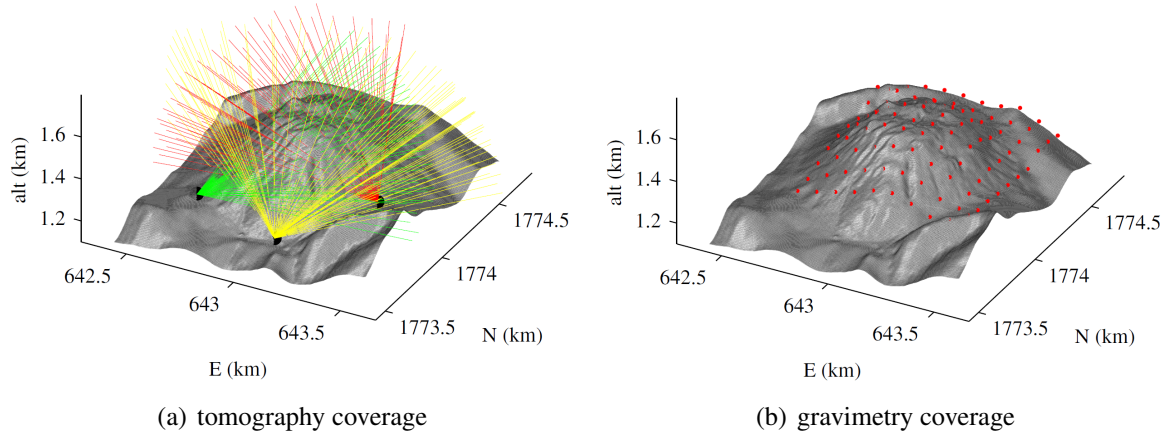 alt (km)
1.6
1.4
1.2
642.5
643
643.5
E (km)
1773.5
1774
1774.5
N (km)
(a) tomography coverage
alt (km)
1.6
1.4
1.2
642.5
643
643.5
E (km)
1773.5
1774
1774.5
N (km)
(b) gravimetry coverage